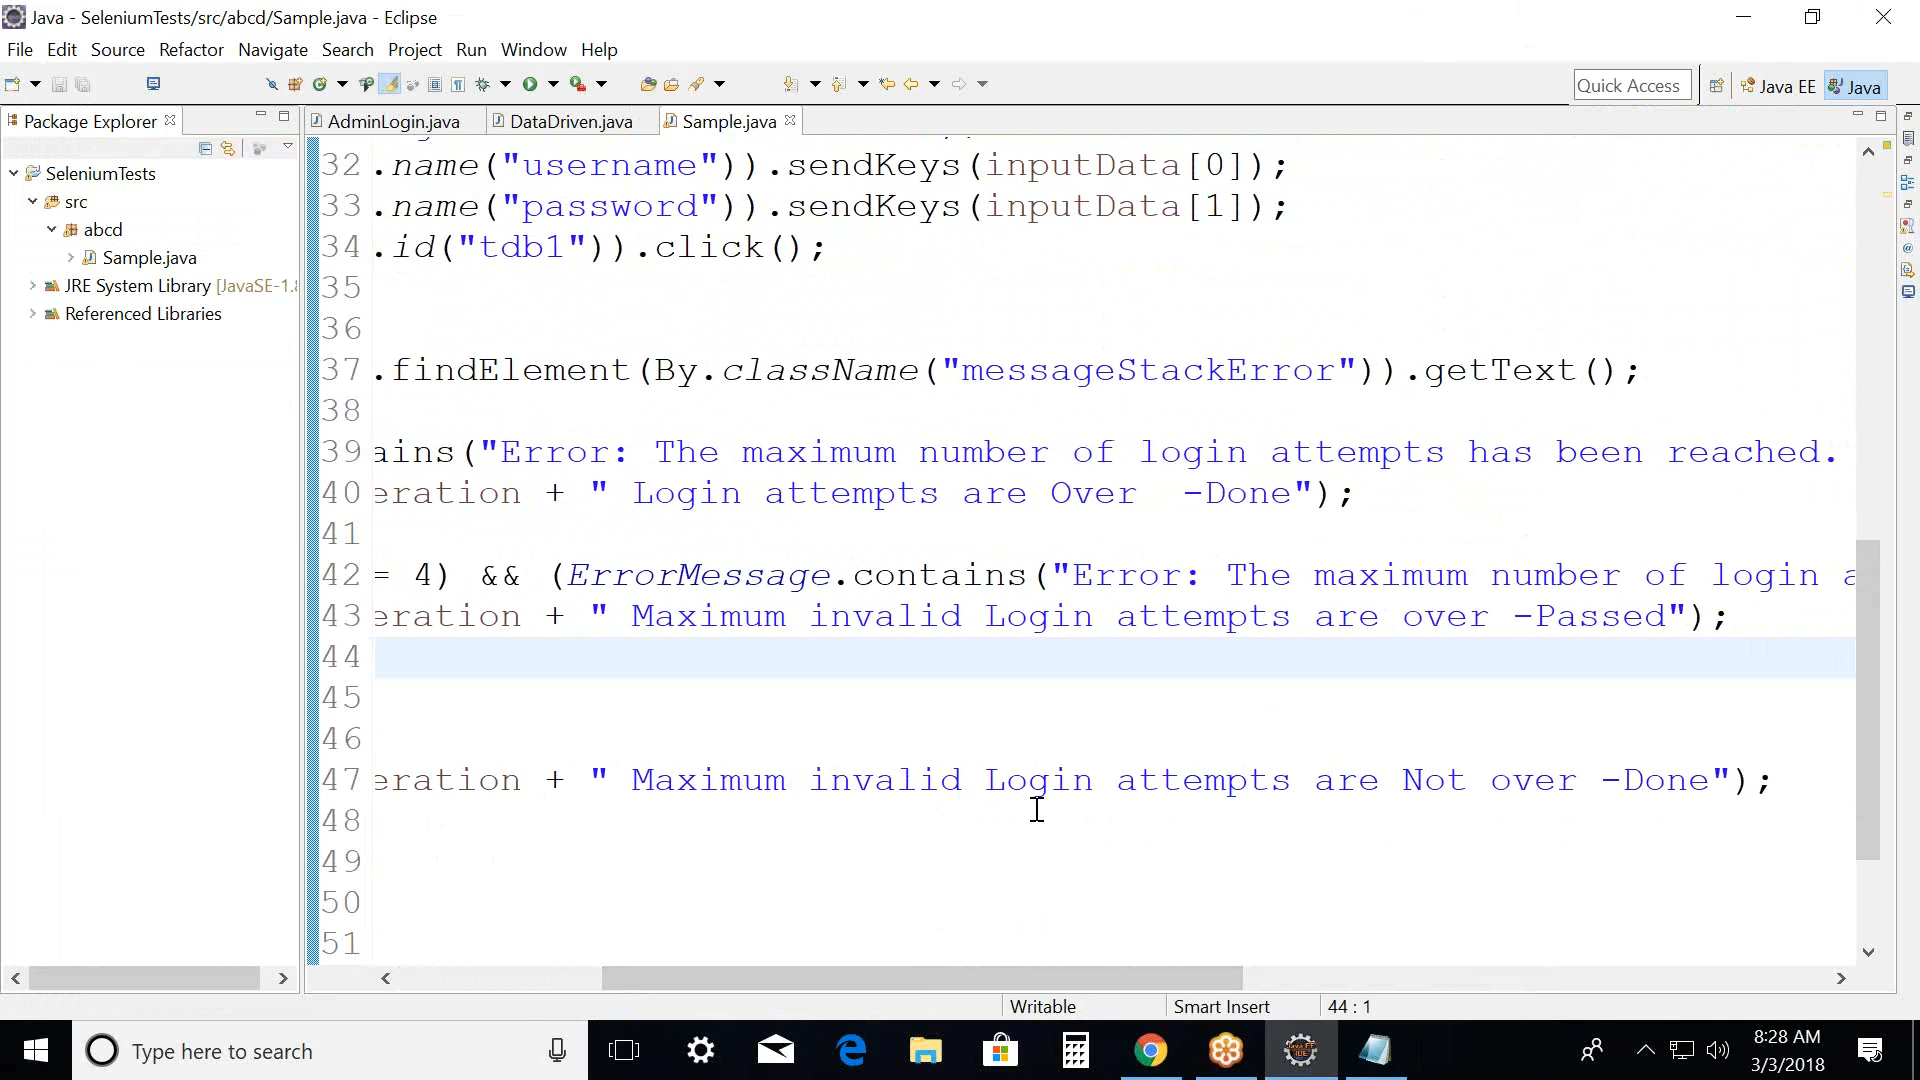 Java - SeleniumTests/src/abcd/Sample.java - Eclipse
File Edit Source Refactor Navigate Search Project Run Window Help
Quick Access
Java EE
Java
Package Explorer
AdminLogin.java
DataDriven.java
Sample.java
SeleniumTests
src
abcd
Sample.java
JRE System Library [JavaSE-1.8
Referenced Libraries
32 .name("username")).sendKeys(inputData[0]);
33 .name("password")).sendKeys(inputData[1]);
34 .id("tdb1")).click();
35
36
37 .findElement(By.className("messageStackError")).getText();
38
39 ains("Error: The maximum number of login attempts has been reached.
40 eration + " Login attempts are Over  -Done");
41
42 = 4) && (ErrorMessage.contains("Error: The maximum number of login a
43 eration + " Maximum invalid Login attempts are over -Passed");
44
45
46
47 eration + " Maximum invalid Login attempts are Not over -Done");
48
49
50
51
Writable
Smart Insert
44 : 1
Type here to search
8:28 AM
3/3/2018